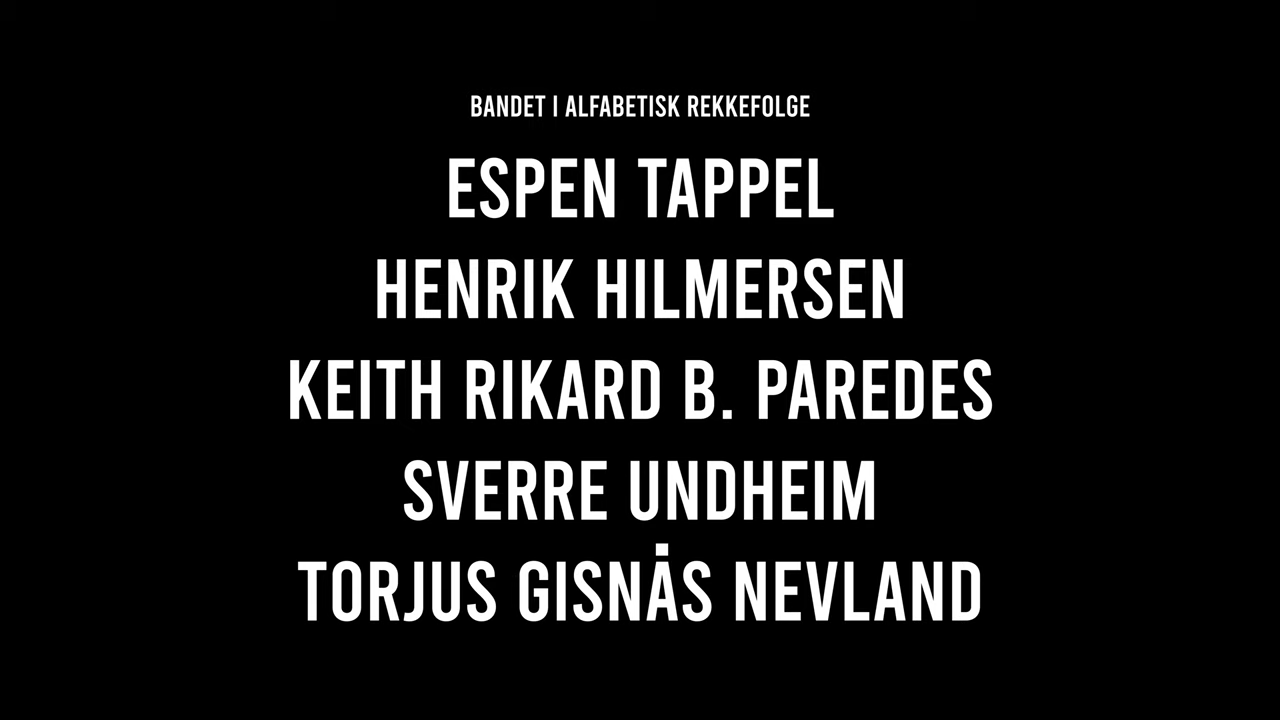 BANDET I ALFABETISK REKKEFOLGE
ESPEN TAPPEL
HENRIK HILMERSEN
KEITH RIKARD B. PAREDES
SVERRE UNDHEIM
TORJUS GISNÅS NEVLAND